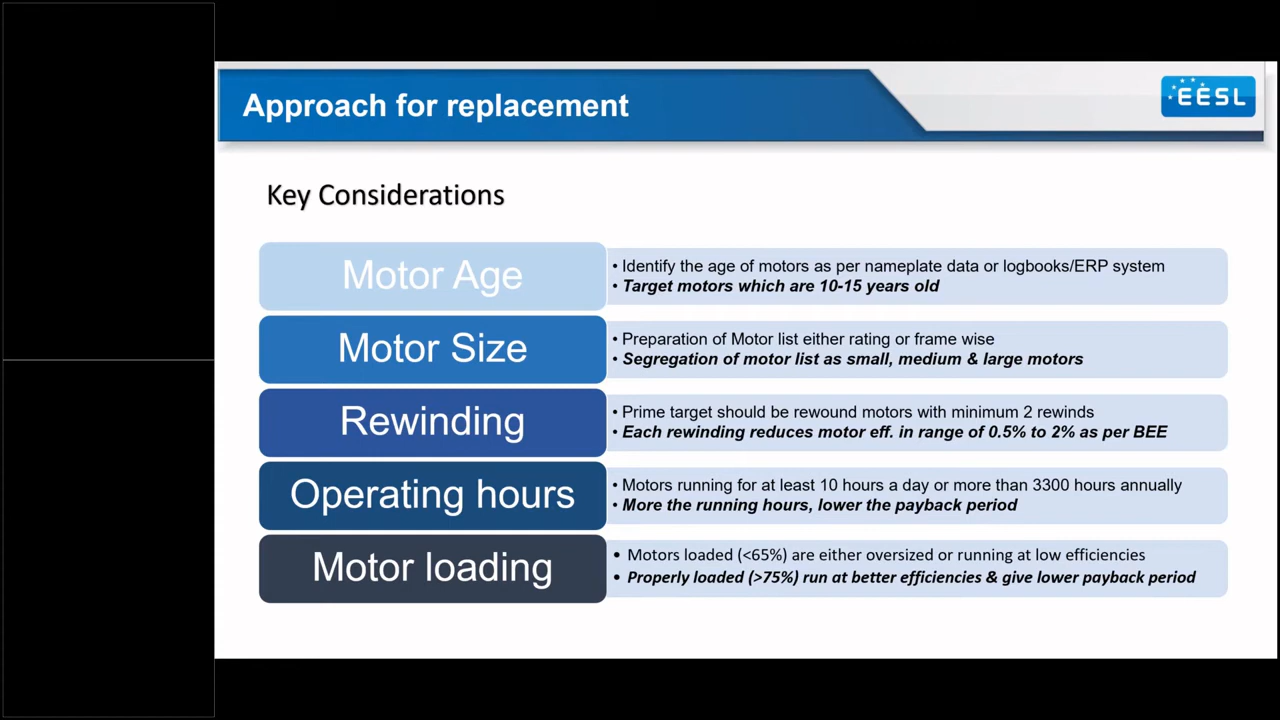 Approach for replacement
EESL
Key Considerations
Motor Age
• Identify the age of motors as per nameplate data or logbooks/ERP system
• Target motors which are 10-15 years old
Motor Size
• Preparation of Motor list either rating or frame wise
• Segregation of motor list as small, medium & large motors
Rewinding
• Prime target should be rewound motors with minimum 2 rewinds
• Each rewinding reduces motor eff. in range of 0.5% to 2% as per BEE
Operating hours
• Motors running for at least 10 hours a day or more than 3300 hours annually
• More the running hours, lower the payback period
Motor loading
• Motors loaded (<65%) are either oversized or running at low efficiencies
• Properly loaded (>75%) run at better efficiencies & give lower payback period